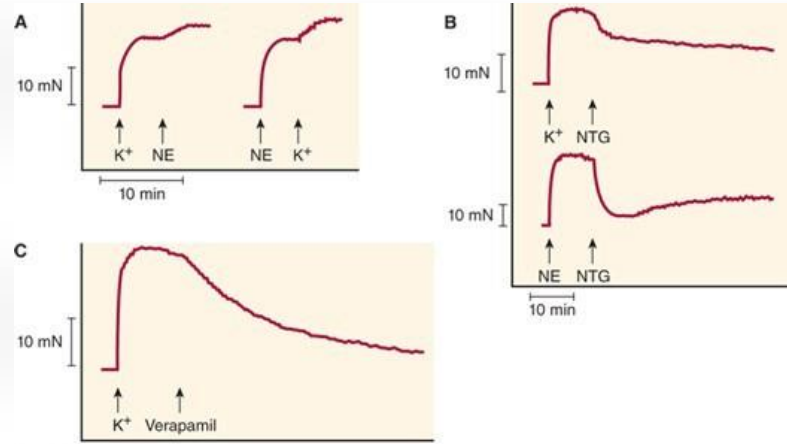 A
10 mN
K+ NE NE K+
10 min
B
10 mN
K+ NTG
10 mN
NE NTG
10 min
C
10 mN
K+ Verapamil